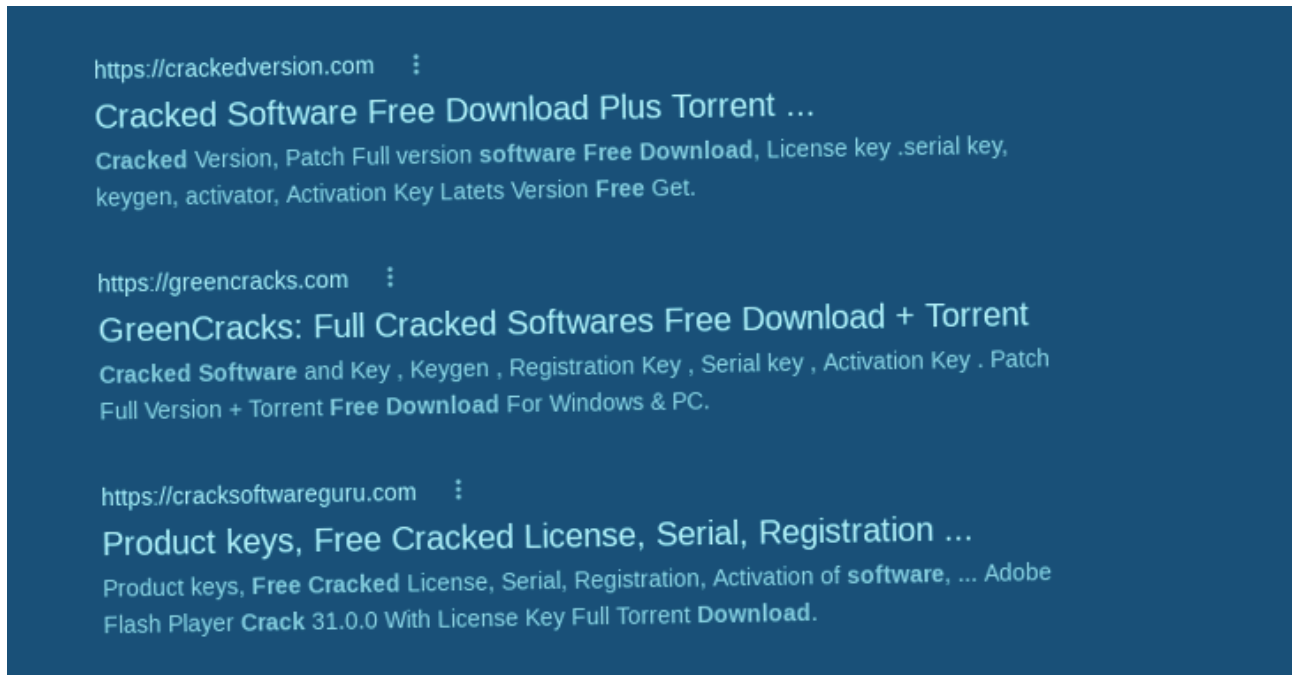 https://crackedversion.com
Cracked Software Free Download Plus Torrent ...
Cracked Version, Patch Full version software Free Download, License key .serial key,
keygen, activator, Activation Key Latets Version Free Get.
https://greencracks.com
GreenCracks: Full Cracked Softwares Free Download + Torrent
Cracked Software and Key , Keygen , Registration Key , Serial key , Activation Key . Patch
Full Version + Torrent Free Download For Windows & PC.
https://cracksoftwareguru.com
Product keys, Free Cracked License, Serial, Registration ...
Product keys, Free Cracked License, Serial, Registration, Activation of software, ... Adobe
Flash Player Crack 31.0.0 With License Key Full Torrent Download.